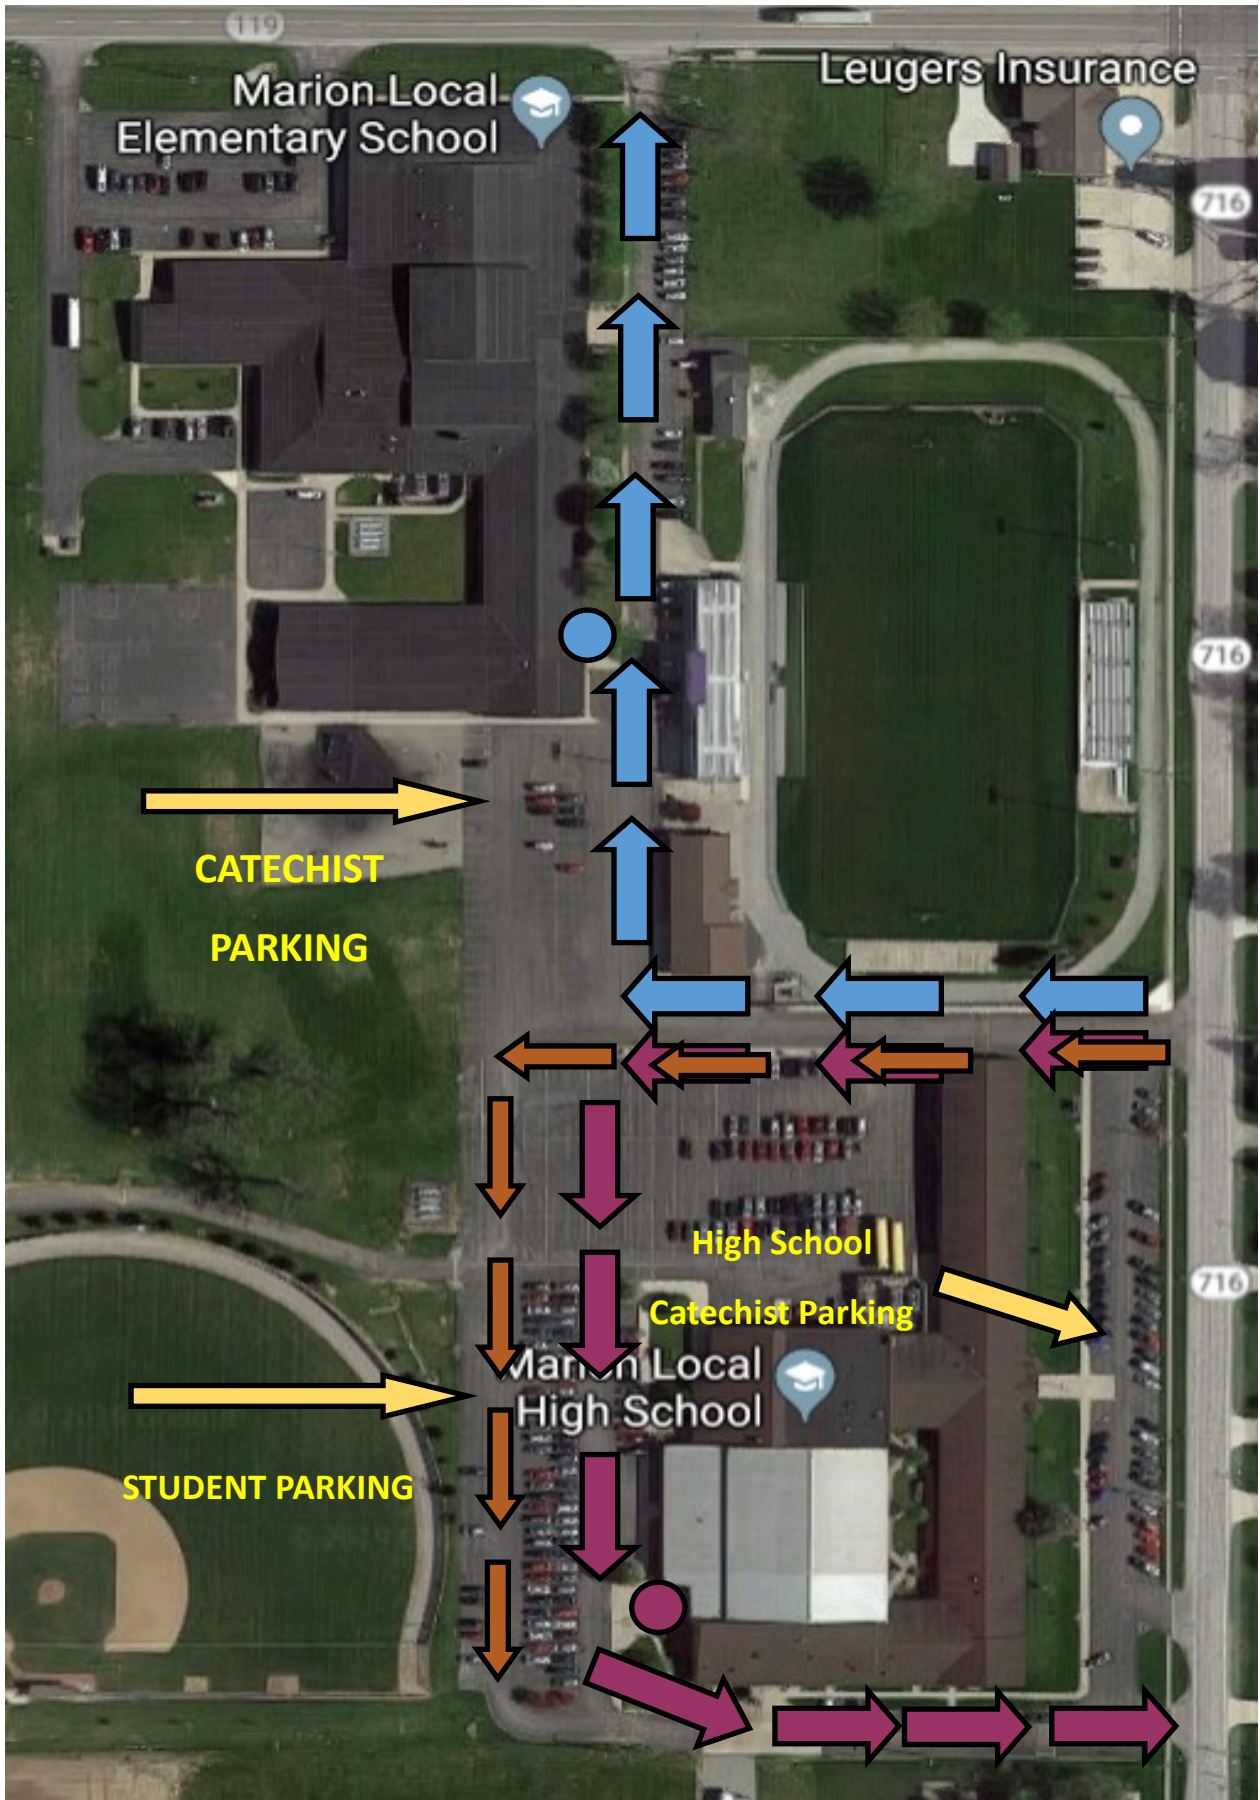 119
Marion Local
Elementary School
Leugers Insurance
716
716
CATECHIST
PARKING
High School
Catechist Parking
716
Marion Local
High School
STUDENT PARKING